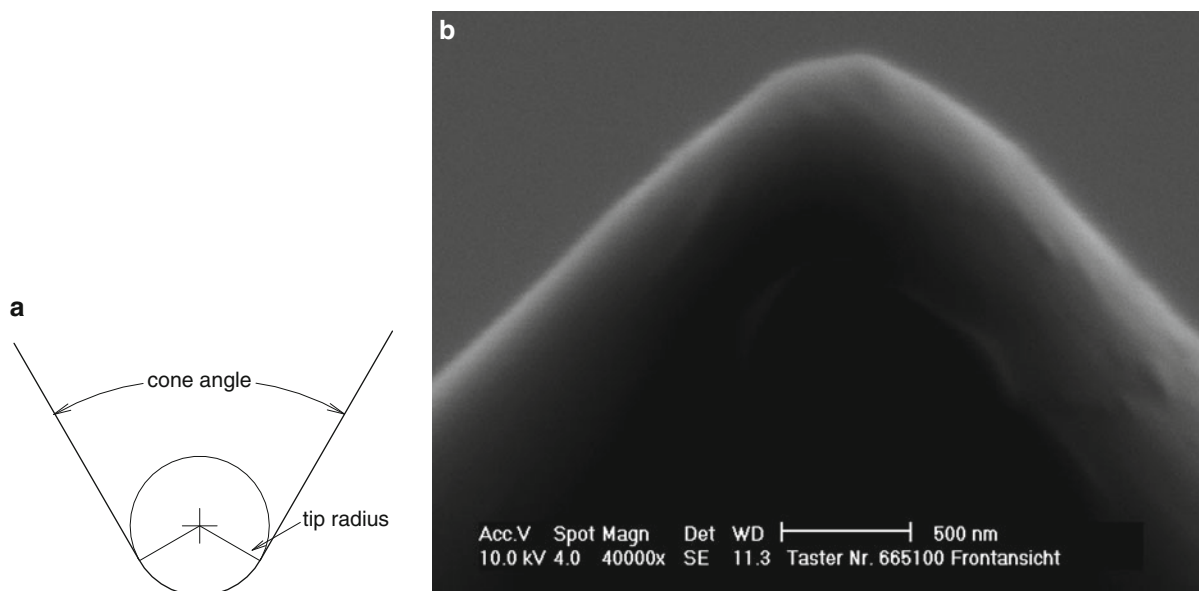 a
cone angle
tip radius
b
Acc.V Spot Magn Det WD 500 nm
10.0 kV 4.0 40000x SE 11.3 Taster Nr. 665100 Frontansicht